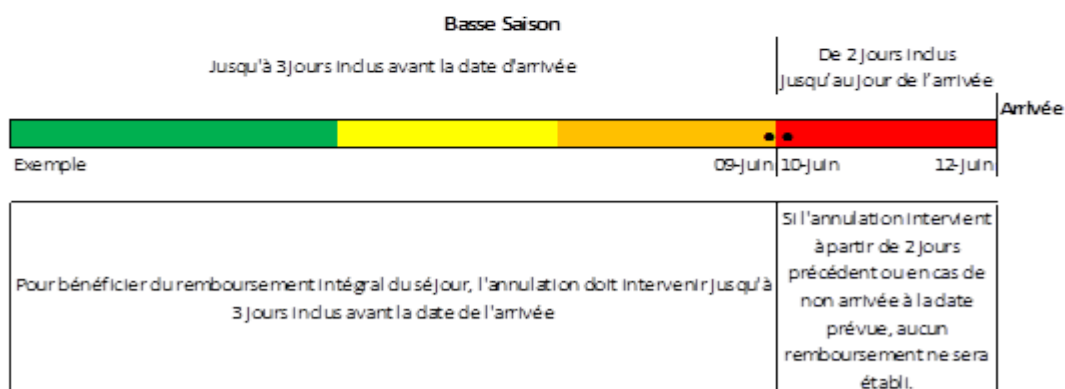 Basse Saison
Jusqu'à 3 jours inclus avant la date d'arrivée
De 2 jours inclus
jusqu'au jour de l'arrivée
Arrivée
Exemple
09-juin
10-juin
12-juin
Pour bénéficier du remboursement intégral du séjour, l'annulation doit intervenir jusqu'à
3 jours inclus avant la date de l'arrivée
Si l'annulation intervient
à partir de 2 jours
précédent ou en cas de
non arrivée à la date
prévue, aucun
remboursement ne sera
établi.